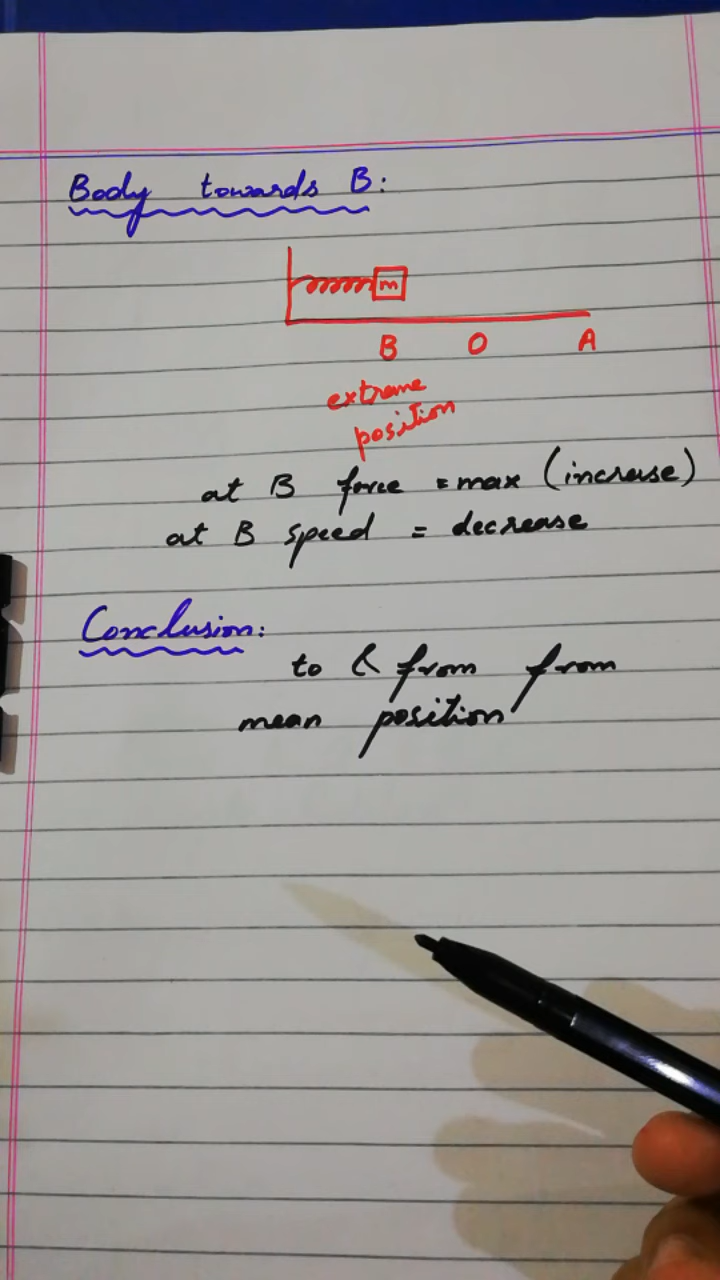 Body towards B:
m
B O A
extreme
position
at B force = max (increase)
at B speed = decrease
Conclusion:
to & from from
mean position